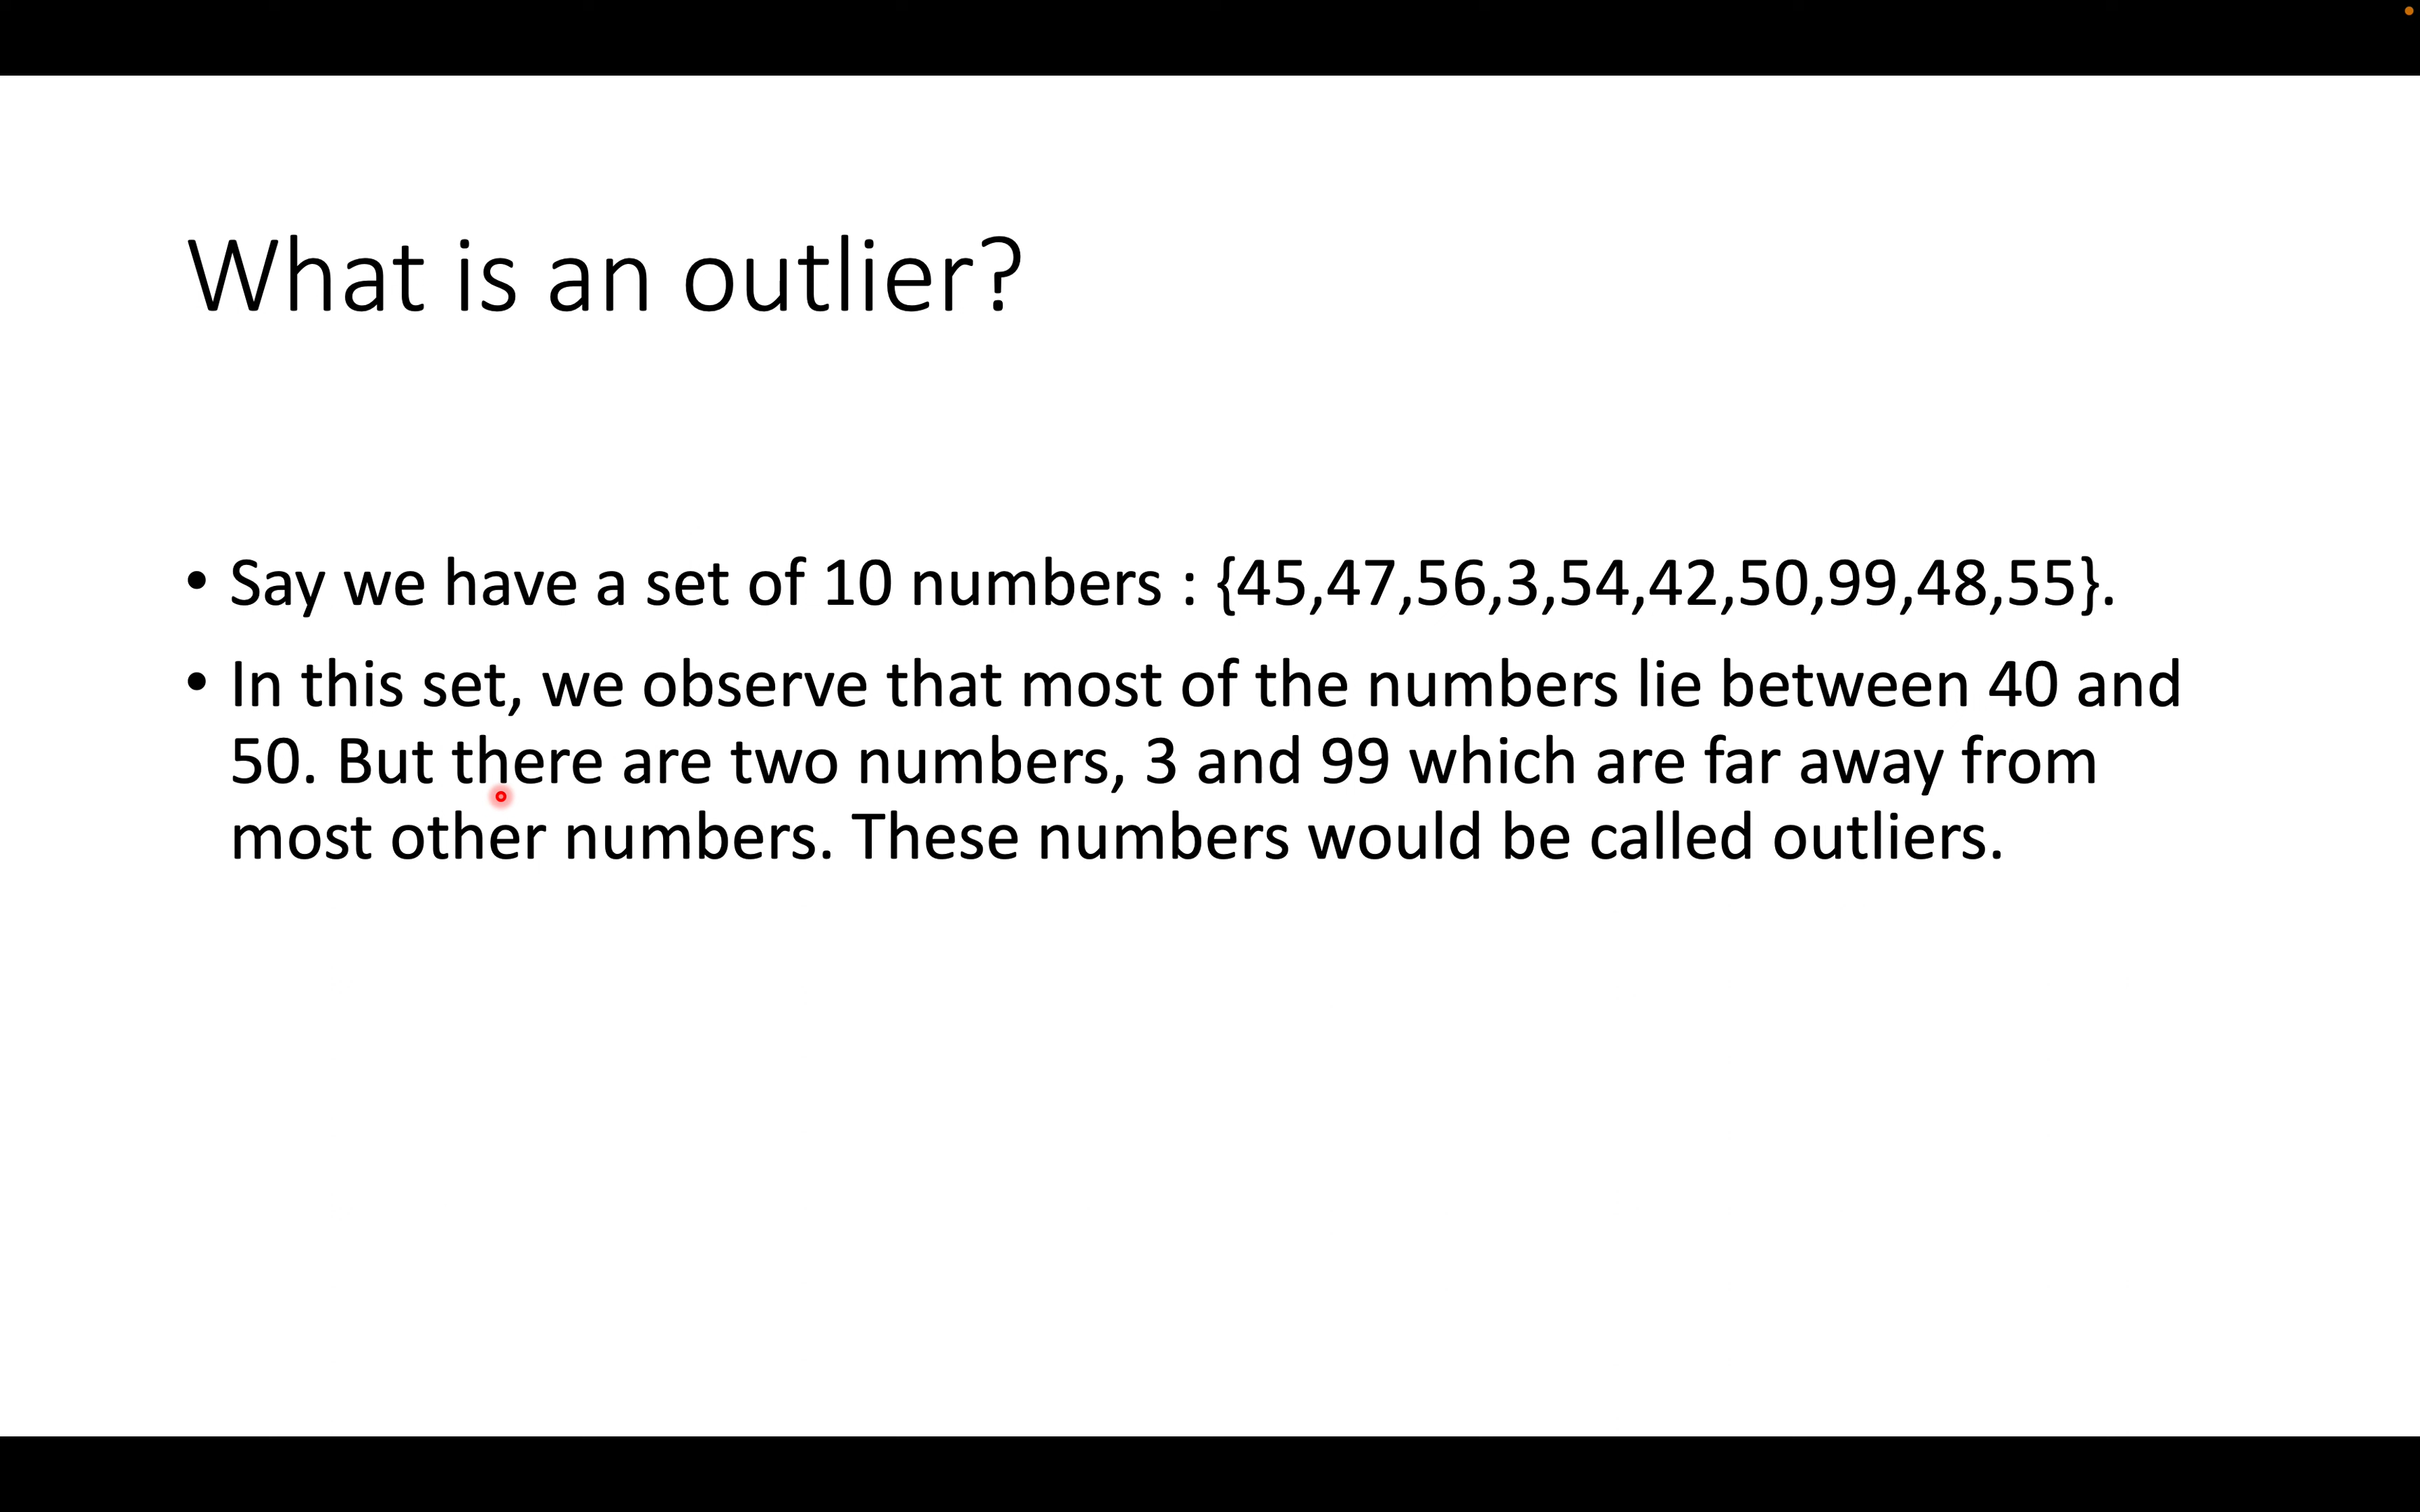 What is an outlier?
• Say we have a set of 10 numbers : {45,47,56,3,54,42,50,99,48,55}.
• In this set, we observe that most of the numbers lie between 40 and
50. But there are two numbers, 3 and 99 which are far away from
most other numbers. These numbers would be called outliers.